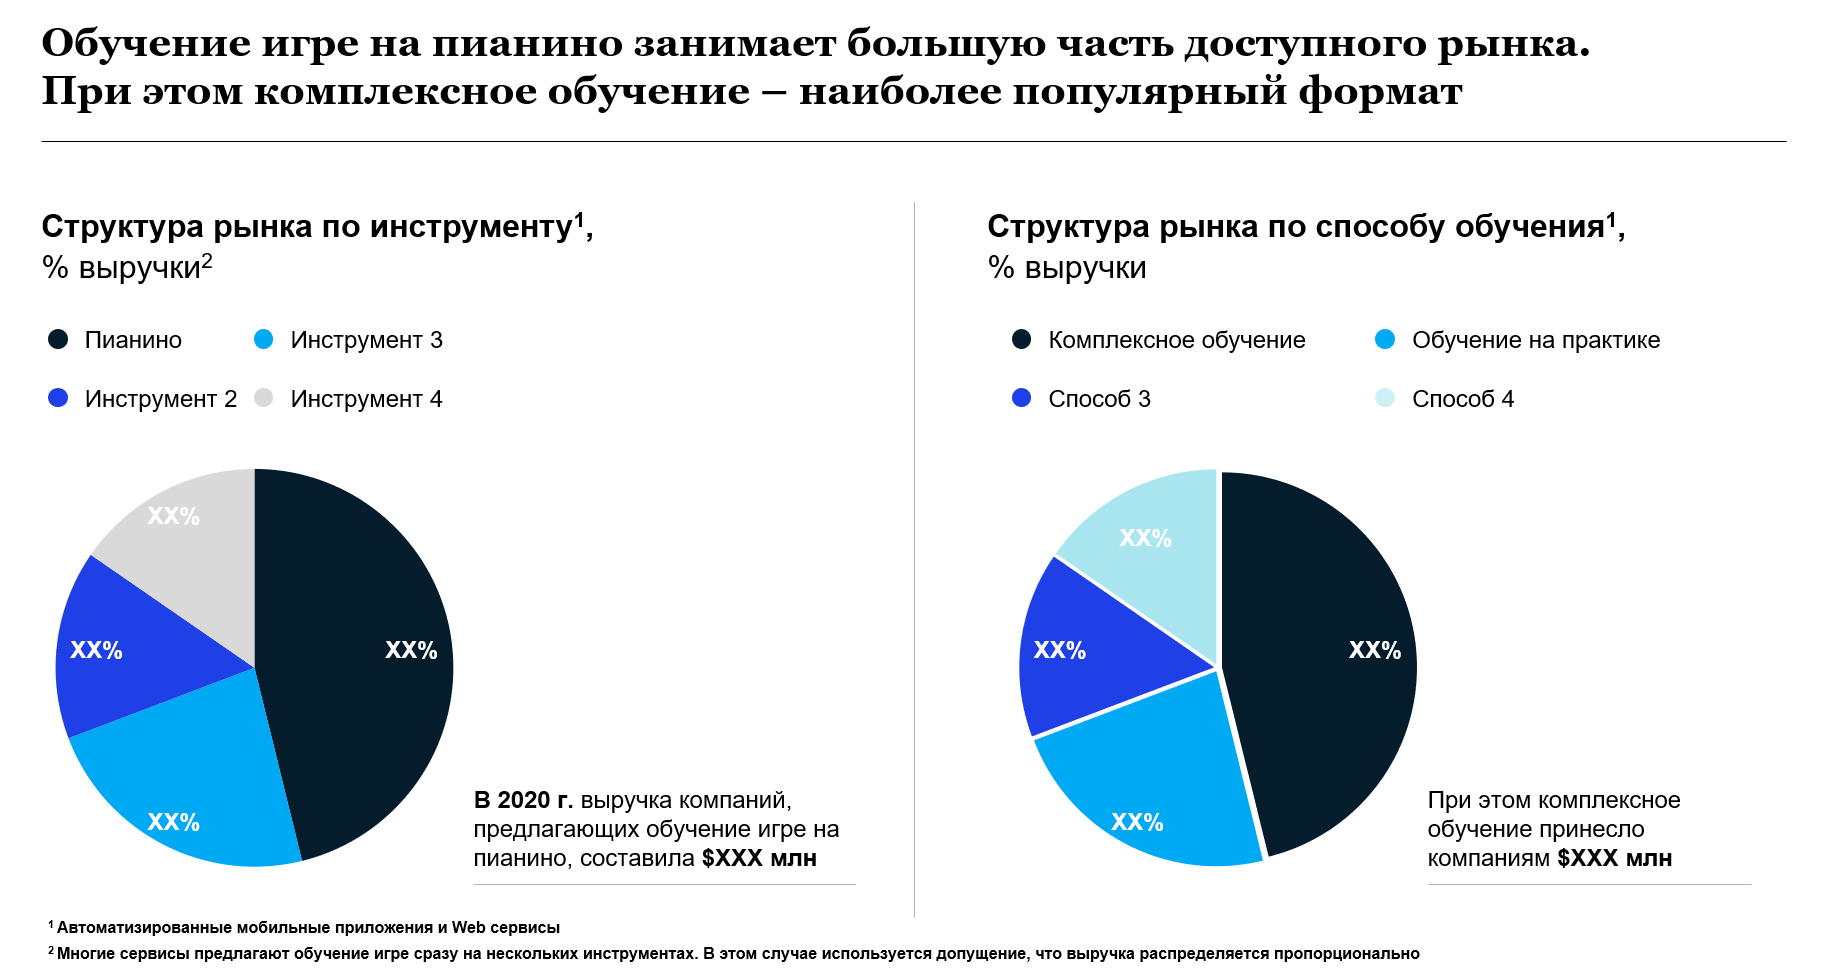 Обучение игре на пианино занимает большую часть доступного рынка.
При этом комплексное обучение – наиболее популярный формат
Структура рынка по инструменту¹,
% выручки²
Пианино
Инструмент 3
Инструмент 2
Инструмент 4
XX%
XX%
XX%
XX%
В 2020 г. выручка компаний,
предлагающих обучение игре на
пианино, составила $XXX млн
Структура рынка по способу обучения¹,
% выручки
Комплексное обучение
Обучение на практике
Способ 3
Способ 4
XX%
XX%
XX%
XX%
При этом комплексное
обучение принесло
компаниям $XXX млн
¹ Автоматизированные мобильные приложения и Web сервисы
² Многие сервисы предлагают обучение игре сразу на нескольких инструментах. В этом случае используется допущение, что выручка распределяется пропорционально